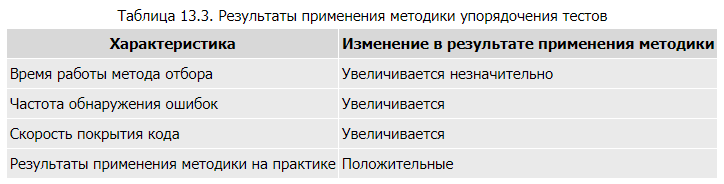 Таблица 13.3. Результаты применения методики упорядочения тестов
Характеристика Изменение в результате применения методики
Время работы метода отбора Увеличивается незначительно
Частота обнаружения ошибок Увеличивается
Скорость покрытия кода Увеличивается
Результаты применения методики на практике Положительные